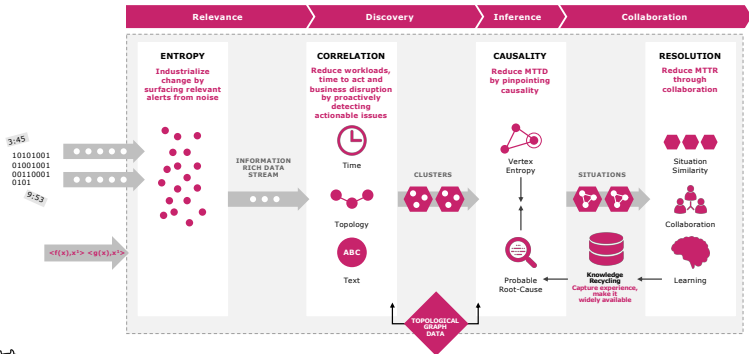 Relevance
Discovery
Inference
Collaboration
ENTROPY
Industrialize
change by
surfacing relevant
alerts from noise
CORRELATION
Reduce workloads,
time to act and
business disruption
by proactively
detecting
actionable issues
CAUSALITY
Reduce MTTD
by pinpointing
causality
RESOLUTION
Reduce MTTR
through
collaboration
3:45
10101001
01001001
00110001
0101
9:53
<f(x),x¹> <g(x),x²>
INFORMATION
RICH DATA
STREAM
Time
Topology
ABC
Text
CLUSTERS
Vertex
Entropy
Probable
Root-Cause
SITUATIONS
Knowledge
Recycling
Capture experience,
make it
widely available
Situation
Similarity
Collaboration
Learning
TOPOLOGICAL
GRAPH
DATA